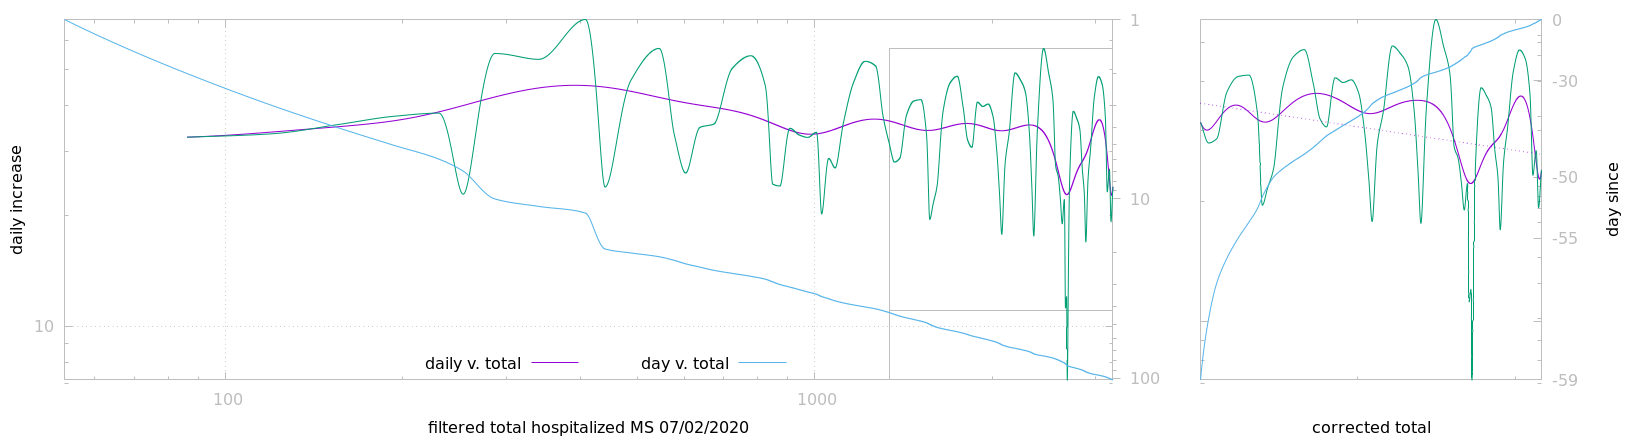 daily increase
10
100
1000
1
10
100
daily v. total
day v. total
filtered total hospitalized MS 07/02/2020
0
-30
-50
-55
-59
day since
corrected total